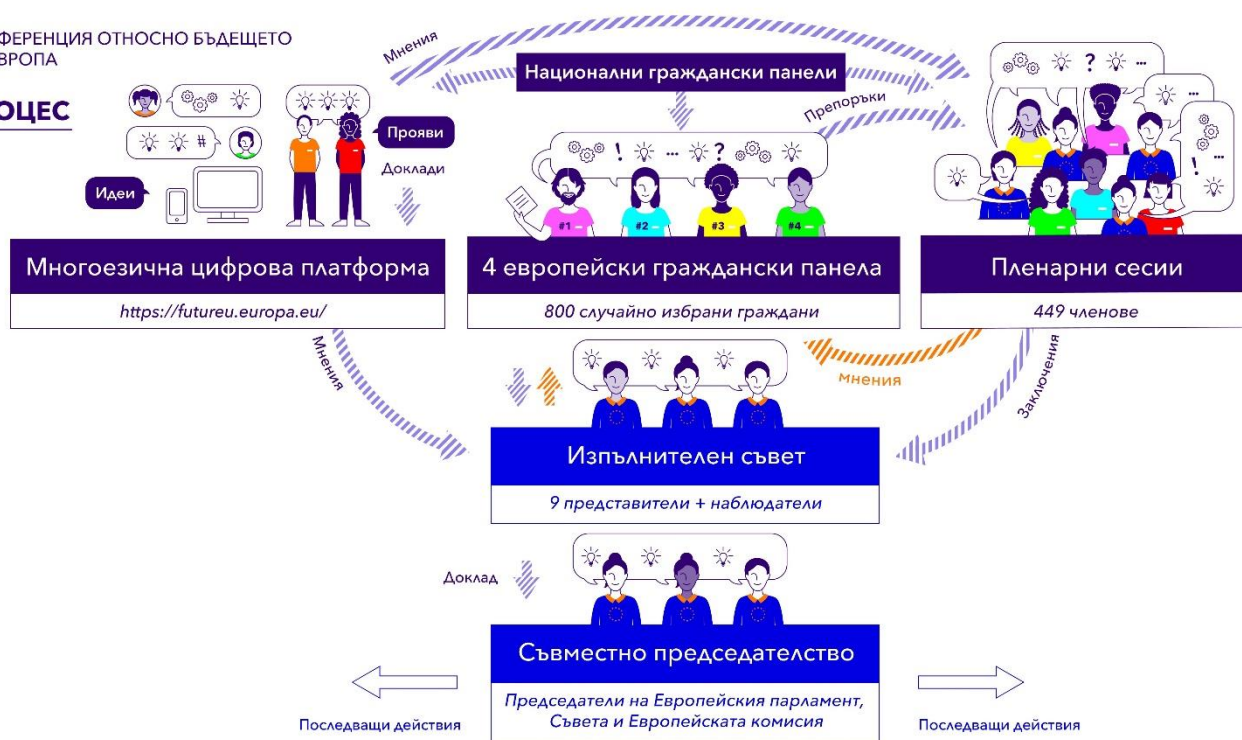 ФЕРЕНЦИЯ ОТНОСНО БЪДЕЩЕТО
ВРОПА
ОЦЕС
Мнения
Национални граждански панели
Препоръки
Прояви
Доклади
Идеи
#
! ... ?
? ...
...
...
!
#1
#2
#3
#4
Многоезична цифрова платформа
https://futureu.europa.eu/
4 европейски граждански панела
800 случайно избрани граждани
Пленарни сесии
449 членове
Мнения
мнения
Заключения
Изпълнителен съвет
9 представители + наблюдатели
Доклад
Съвместно председателство
Председатели на Европейския парламент,
Съвета и Европейската комисия
Последващи действия
Последващи действия